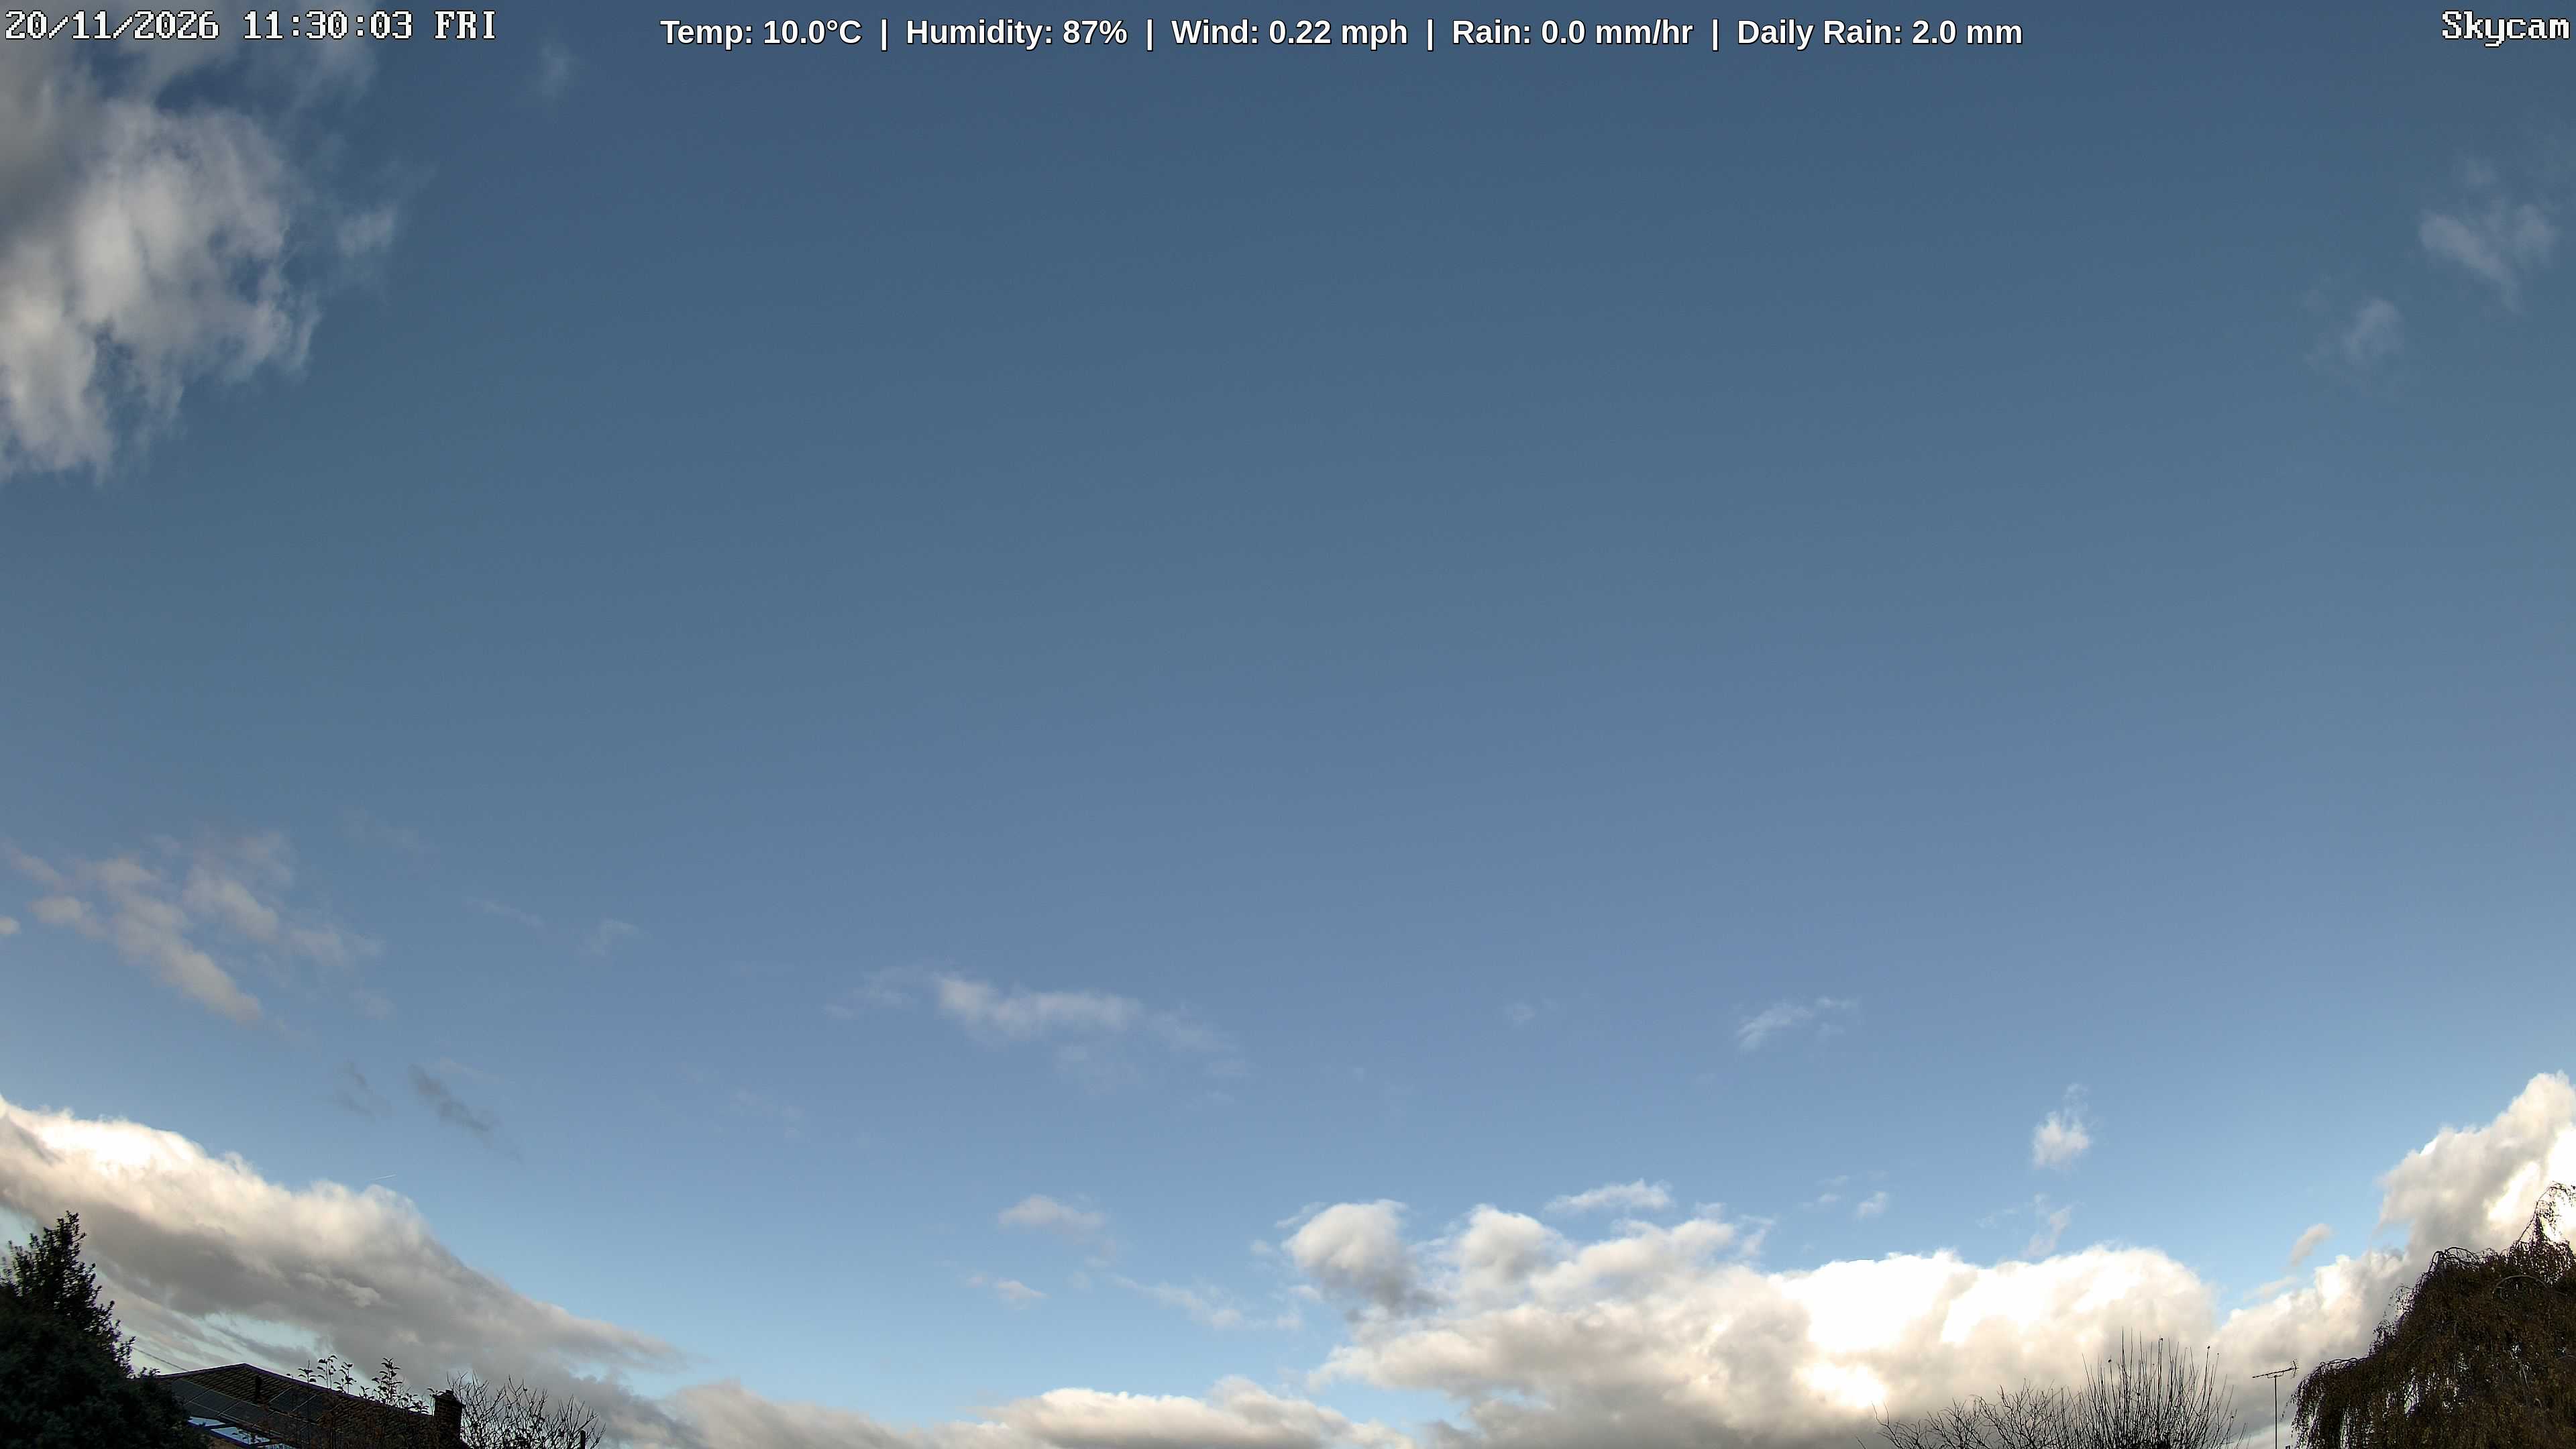 20/11/2026 11:30:03 FRI
Temp: 10.0°C | Humidity: 87% | Wind: 0.22 mph | Rain: 0.0 mm/hr | Daily Rain: 2.0 mm
Skycam